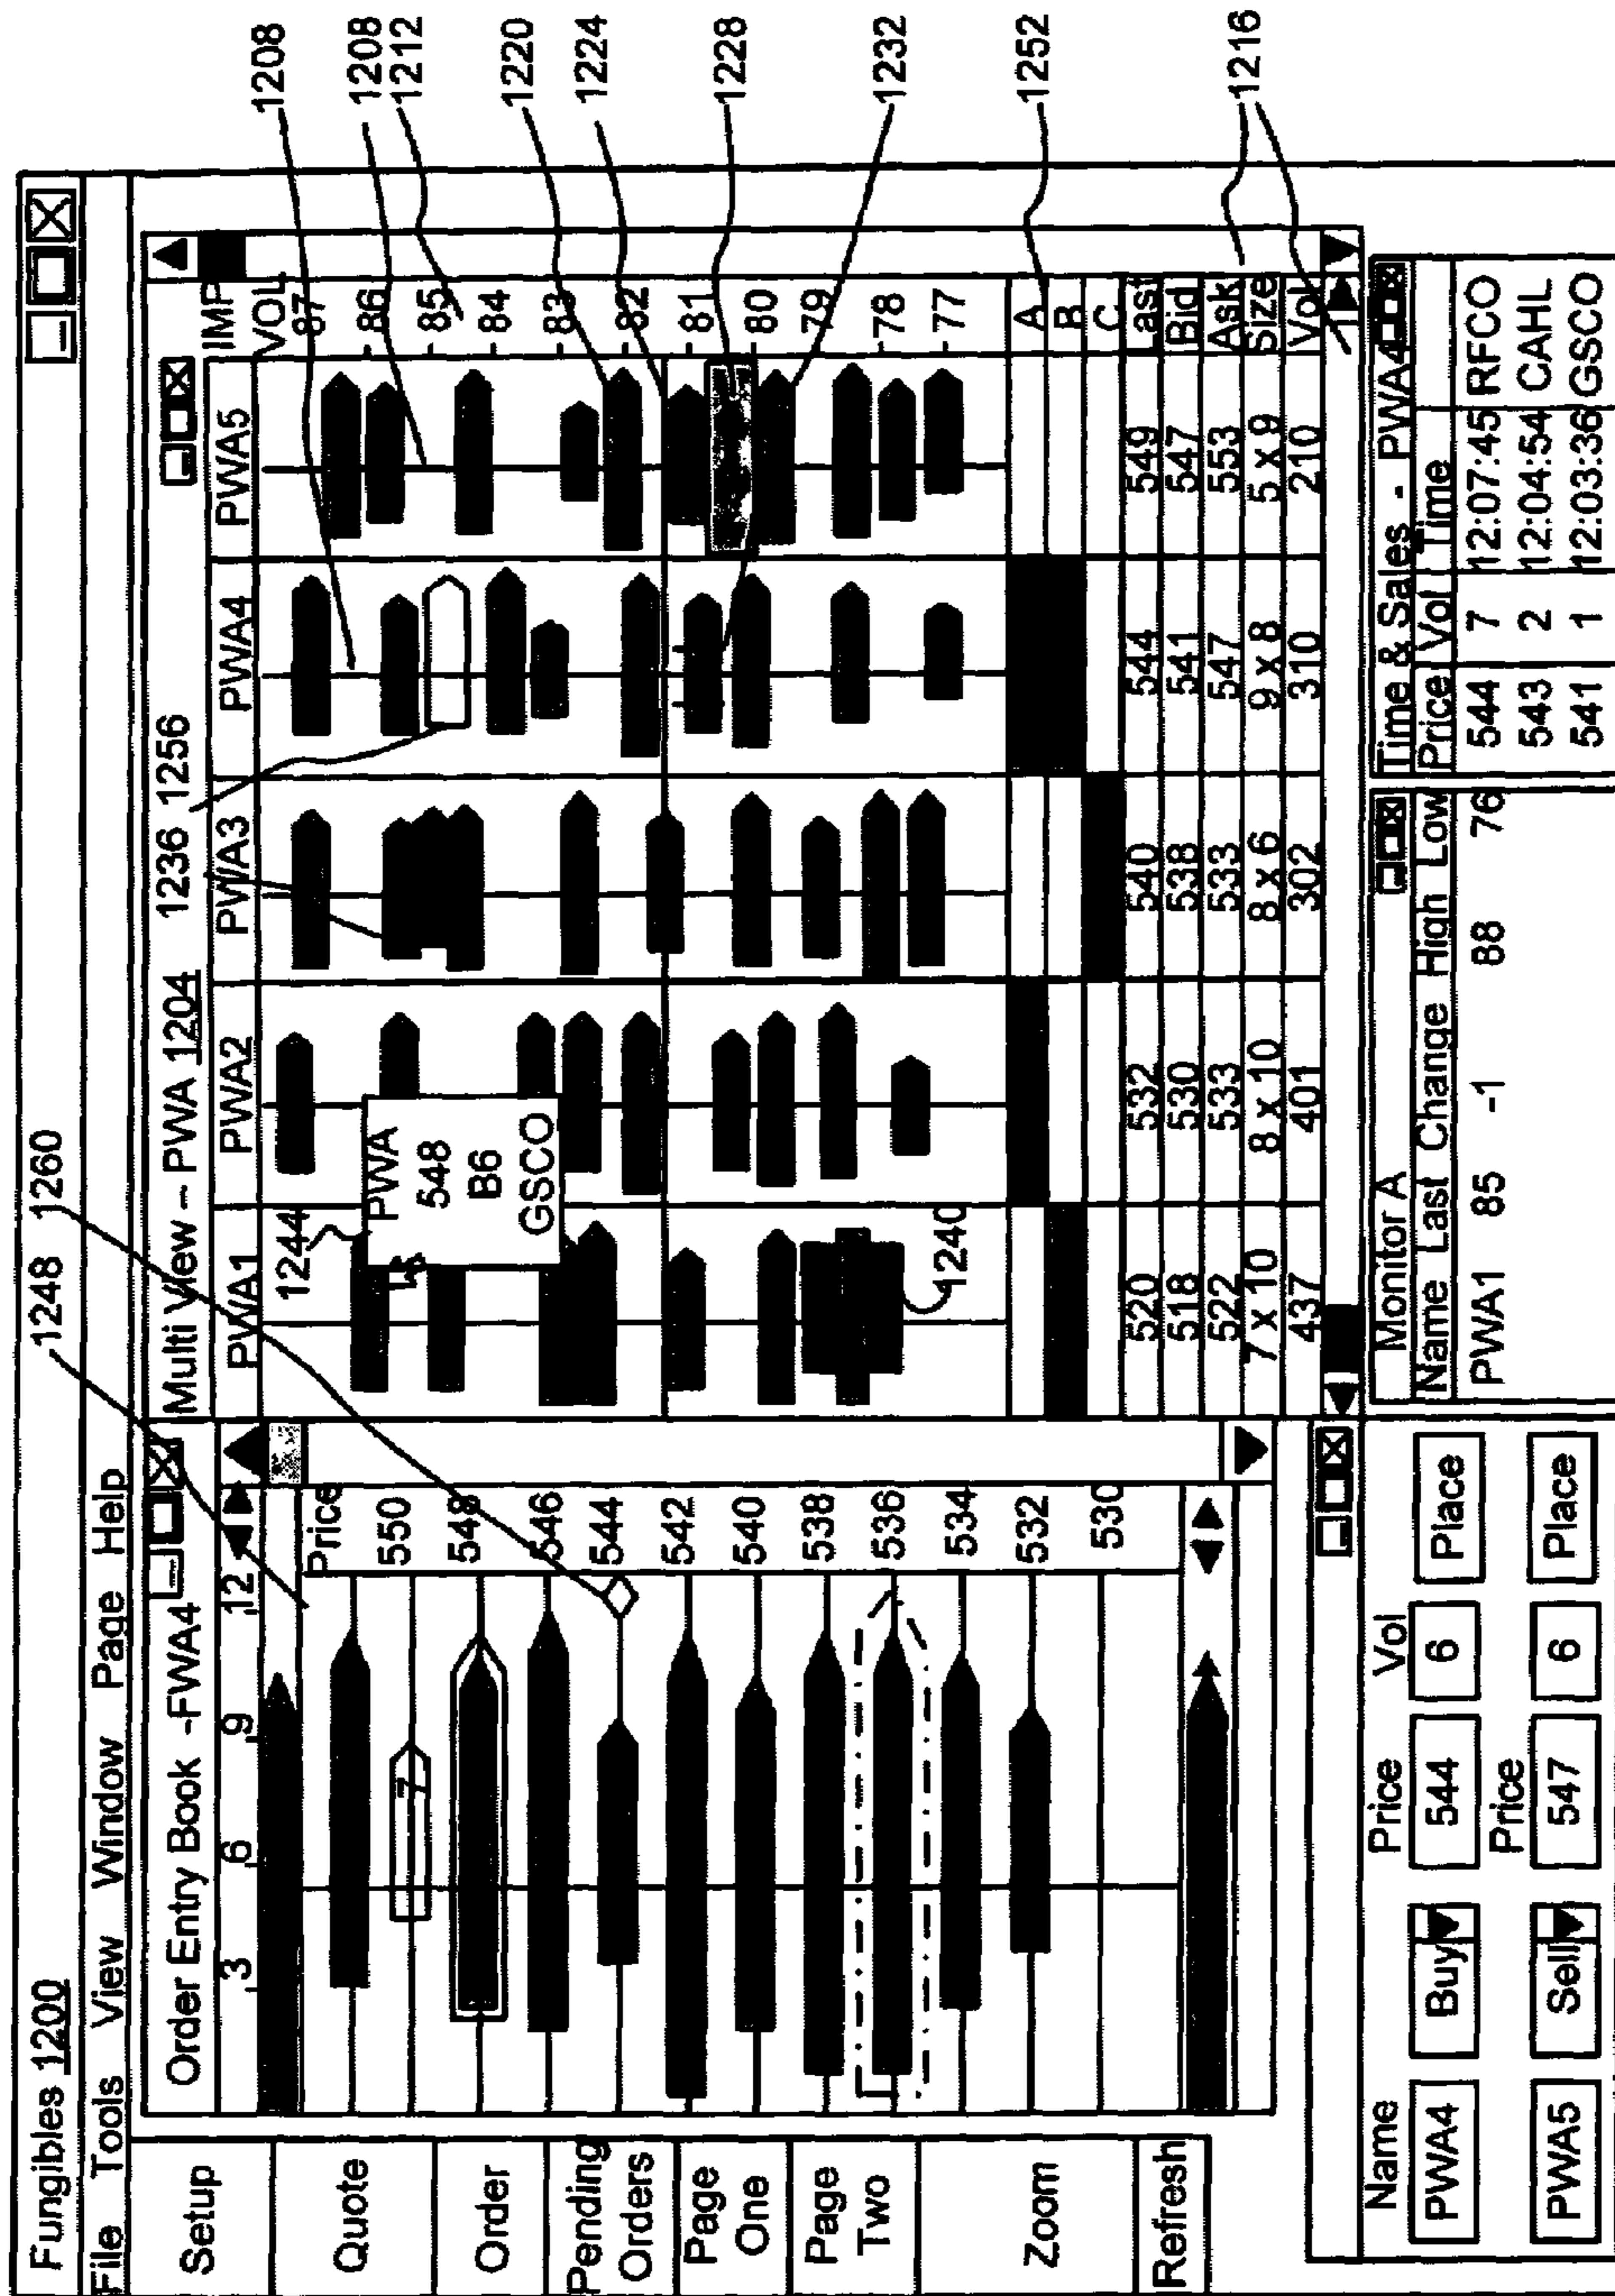 Fungibles 1200
File Tools View Window Page Help
1248 1260
Setup
Quote
Order
Pending
Orders
Page
One
Page
Two
Zoom
Refresh
Order Entry Book -FWA4
3 6 9 12
Price
550
7
548
546
544
542
540
538
536
534
532
530
Multi View – PWA 1204 1236 1256
PWA1 PWA2 PWA3 PWA4 PWA5 IMP
VOL
1244
PWA
548
B6
GSCO
1240
87
86
85
84
83
82
81
80
79
78
77
A
B
C
520 532 540 544 549 Last
518 530 538 541 547 Bid
522 533 533 547 553 Ask
7 x 10 8 x 10 8 x 6 9 x 8 5 x 9 Size
437 401 302 310 210 Vol
1208
1208
1212
1220
1224
1228
1232
1252
1216
Name Price Vol
PWA4 Buy 544 6 Place
Price
PWA5 Sell 547 6 Place
Monitor A
Name Last Change High Low
PWA1 85 -1 88 76
Time & Sales - PWA4
Price Vol Time
544 7 12:07:45 RFCO
543 2 12:04:54 CAHL
541 1 12:03:36 GSCO